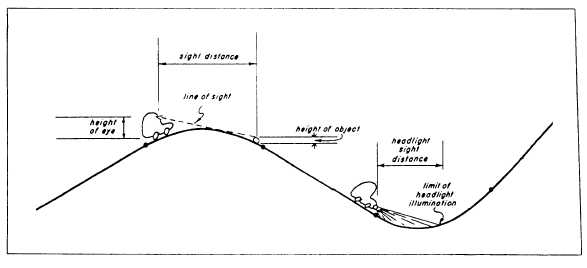 sight distance
line of sight
height
of eye
height of object
headlight
sight
distance
limit of
headlight
illumination